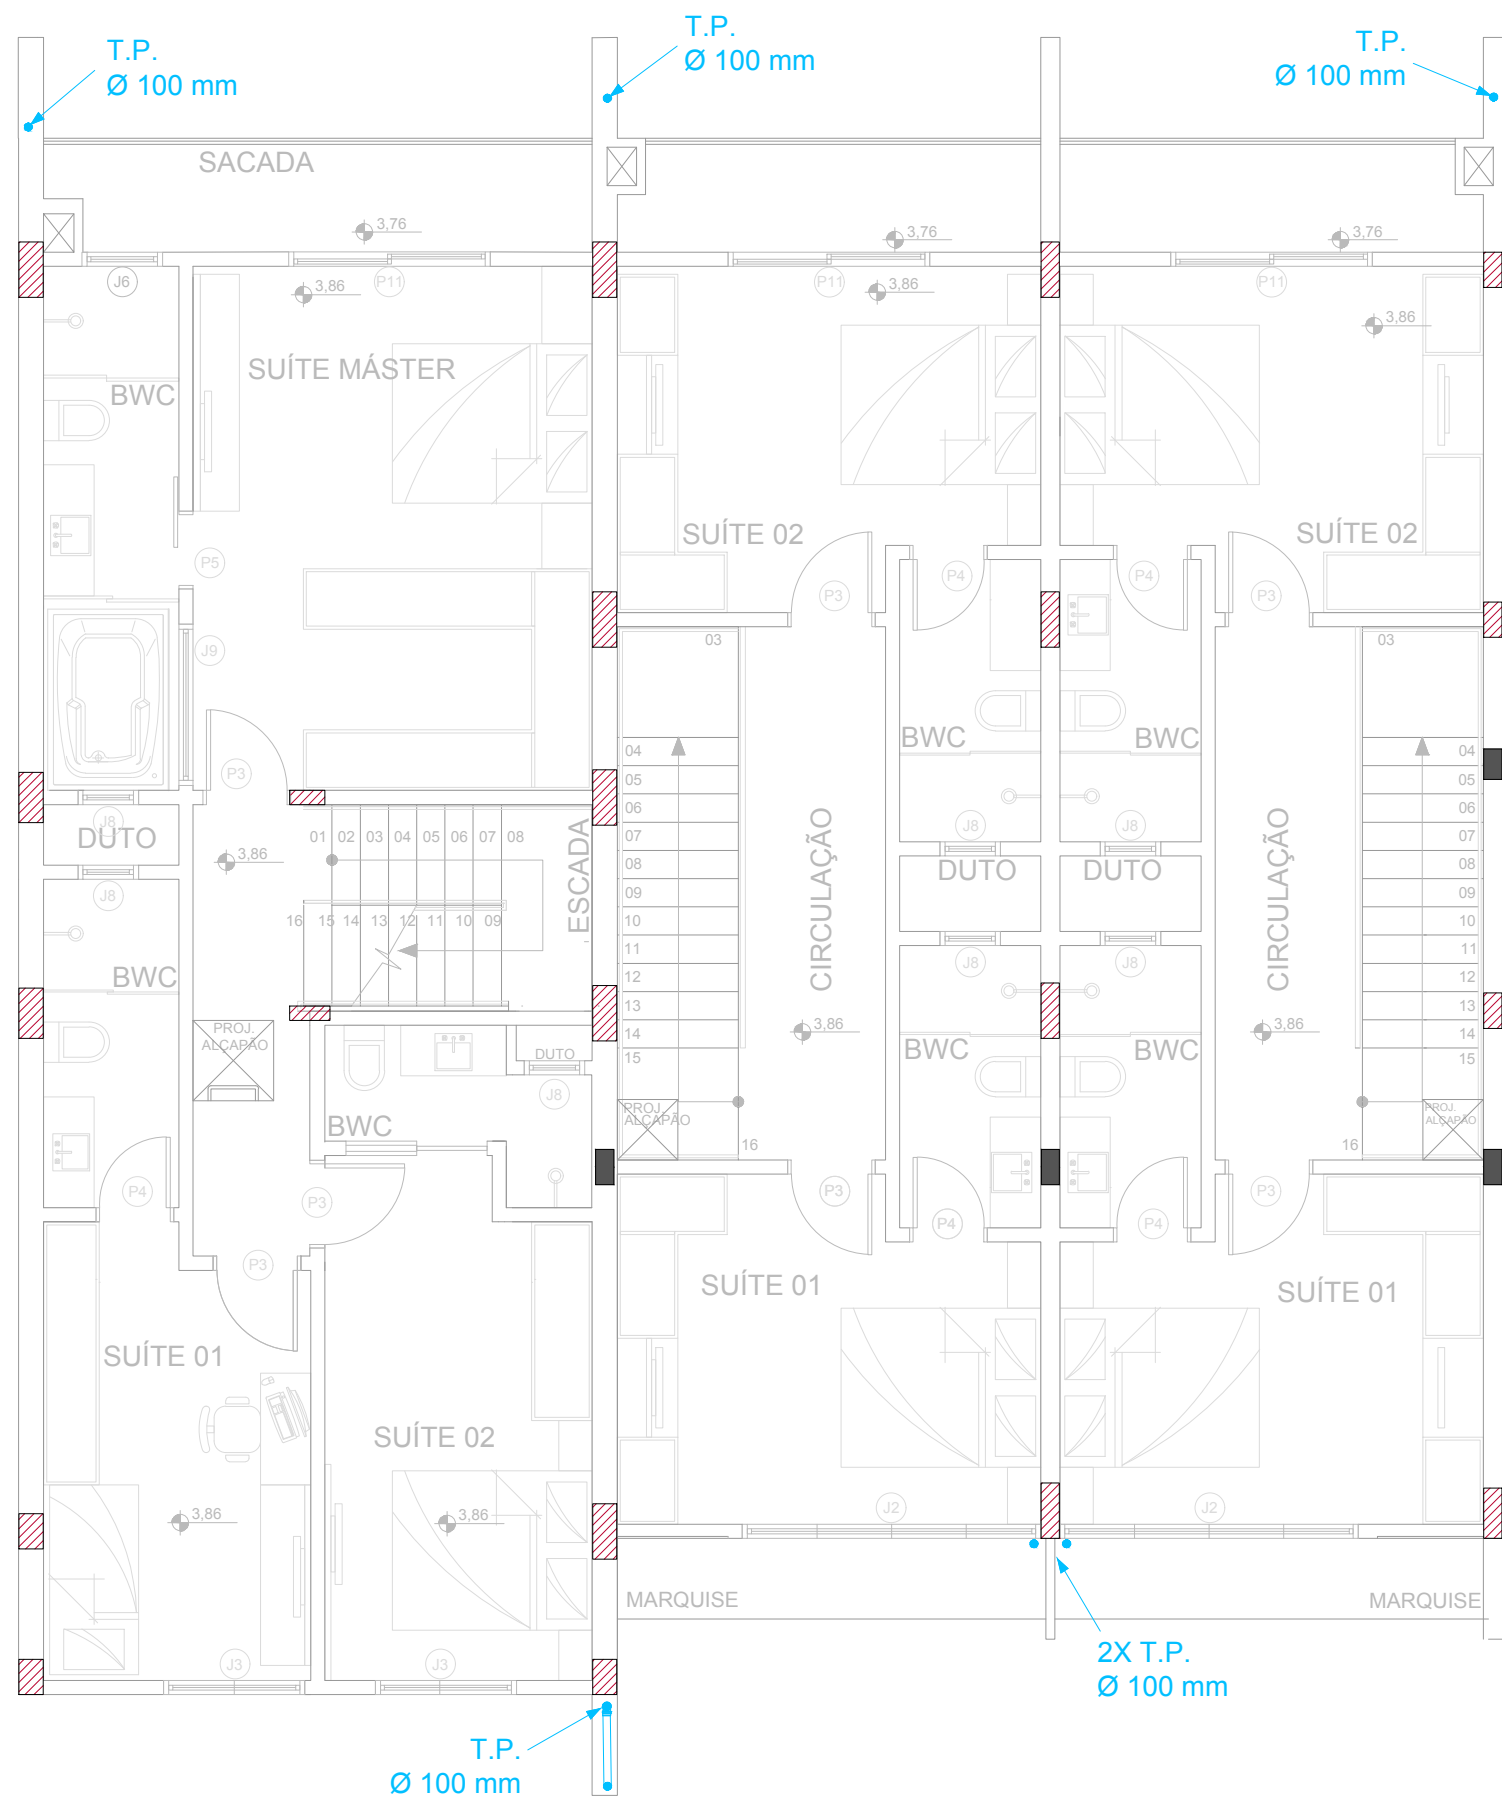 T.P.
Ø 100 mm
T.P.
Ø 100 mm
T.P.
Ø 100 mm
SACADA
3,76
3,76
3,76
J6
3,86
P11
3,86
P11
P11
3,86
SUÍTE MÁSTER
BWC
SUÍTE 02
SUÍTE 02
P5
P3
P4
P4
P3
J9
03
03
P3
BWC
BWC
04
05
06
07
08
09
10
11
12
13
14
15
16
04
05
06
07
08
09
10
11
12
13
14
15
16
J8
DUTO
3,86
01
02
03
04
05
06
07
08
ESCADA
CIRCULAÇÃO
CIRCULAÇÃO
J8
J8
DUTO
DUTO
J8
16
15
14
13
12
11
10
09
J8
J8
BWC
3,86
3,86
PROJ.
ALÇAPÃO
DUTO
BWC
BWC
J8
BWC
PROJ.
ALÇAPÃO
PROJ.
ALÇAPÃO
P4
P3
P3
P3
P4
P4
P3
SUÍTE 01
SUÍTE 01
SUÍTE 01
SUÍTE 02
3,86
3,86
J2
J2
MARQUISE
MARQUISE
J3
J3
2X T.P.
Ø 100 mm
T.P.
Ø 100 mm